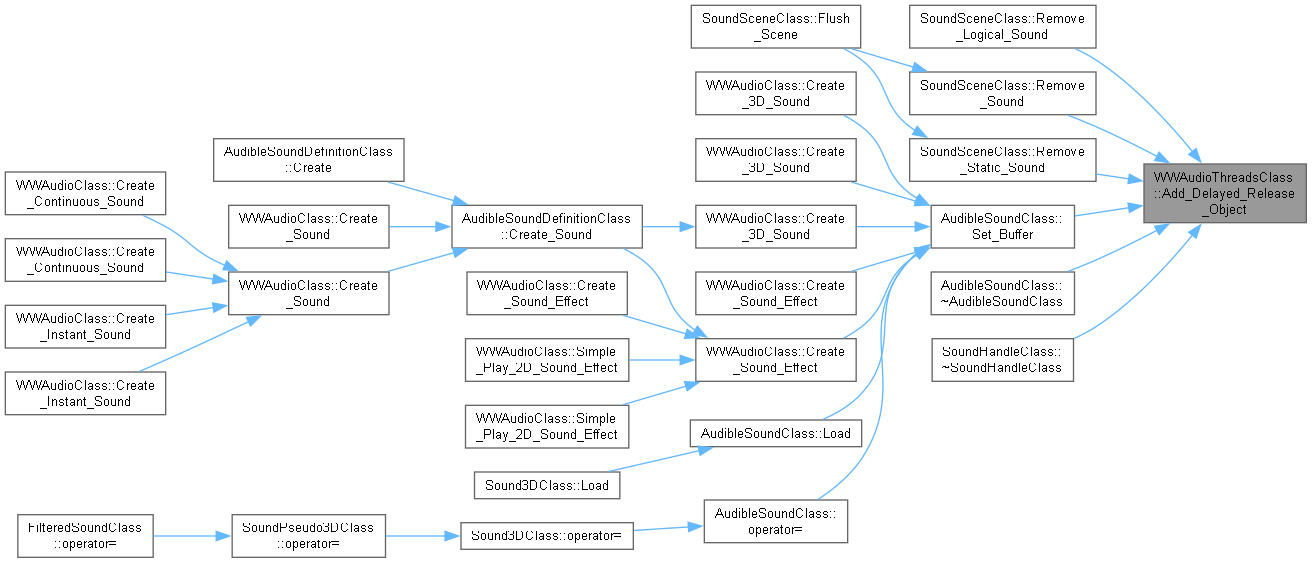 SoundSceneClass::Flush
_Scene
SoundSceneClass::Remove
_Logical_Sound
WWAudioClass::Create
_3D_Sound
SoundSceneClass::Remove
_Sound
AudibleSoundDefinitionClass
::Create
WWAudioClass::Create
_3D_Sound
SoundSceneClass::Remove
_Static_Sound
WWAudioThreadsClass
::Add_Delayed_Release
_Object
WWAudioClass::Create
_Continuous_Sound
WWAudioClass::Create
_Sound
AudibleSoundDefinitionClass
::Create_Sound
WWAudioClass::Create
_3D_Sound
AudibleSoundClass::
Set_Buffer
WWAudioClass::Create
_Continuous_Sound
WWAudioClass::Create
_Sound
WWAudioClass::Create
_Sound_Effect
WWAudioClass::Create
_Sound_Effect
AudibleSoundClass::
~AudibleSoundClass
WWAudioClass::Create
_Instant_Sound
WWAudioClass::Simple
_Play_2D_Sound_Effect
WWAudioClass::Create
_Sound_Effect
SoundHandleClass::
~SoundHandleClass
WWAudioClass::Create
_Instant_Sound
WWAudioClass::Simple
_Play_2D_Sound_Effect
AudibleSoundClass::Load
Sound3DClass::Load
FilteredSoundClass
::operator=
SoundPseudo3DClass
::operator=
Sound3DClass::operator=
AudibleSoundClass::
operator=